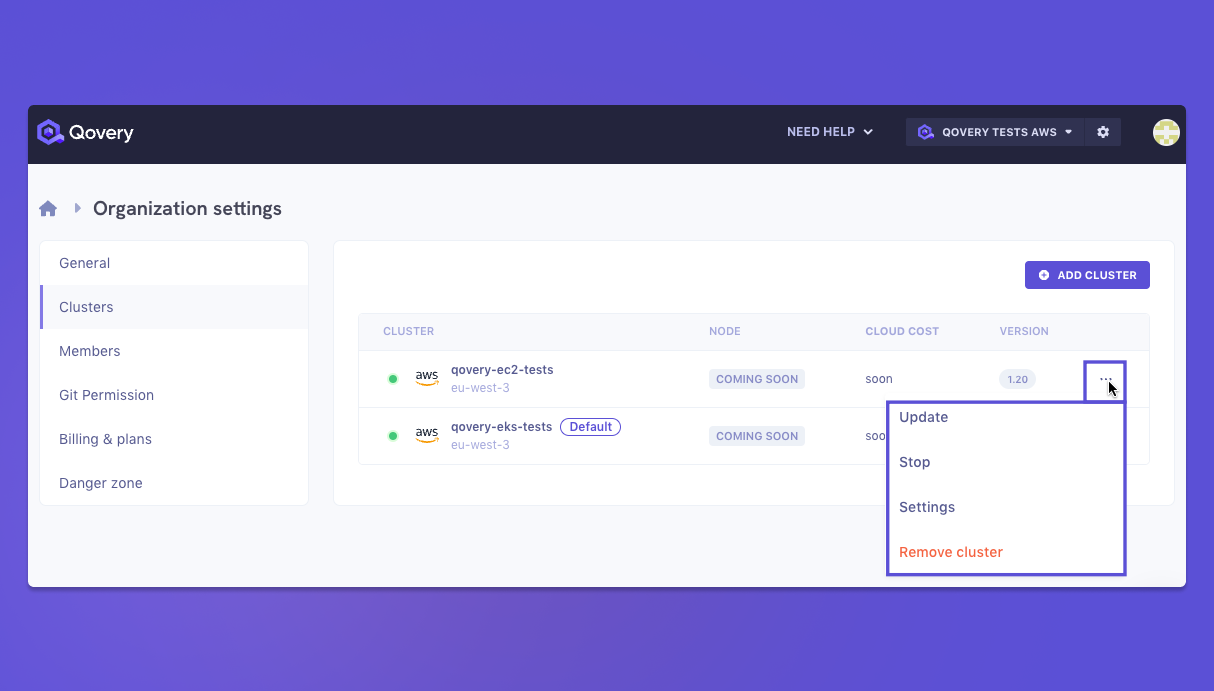 Qovery
NEED HELP
QOVERY TESTS AWS
Organization settings
General
Clusters
Members
Git Permission
Billing & plans
Danger zone
ADD CLUSTER
CLUSTER NODE CLOUD COST VERSION
aws qovery-ec2-tests COMING SOON soon 1.20 ...
eu-west-3
aws qovery-eks-tests Default COMING SOON soo
eu-west-3
Update
Stop
Settings
Remove cluster